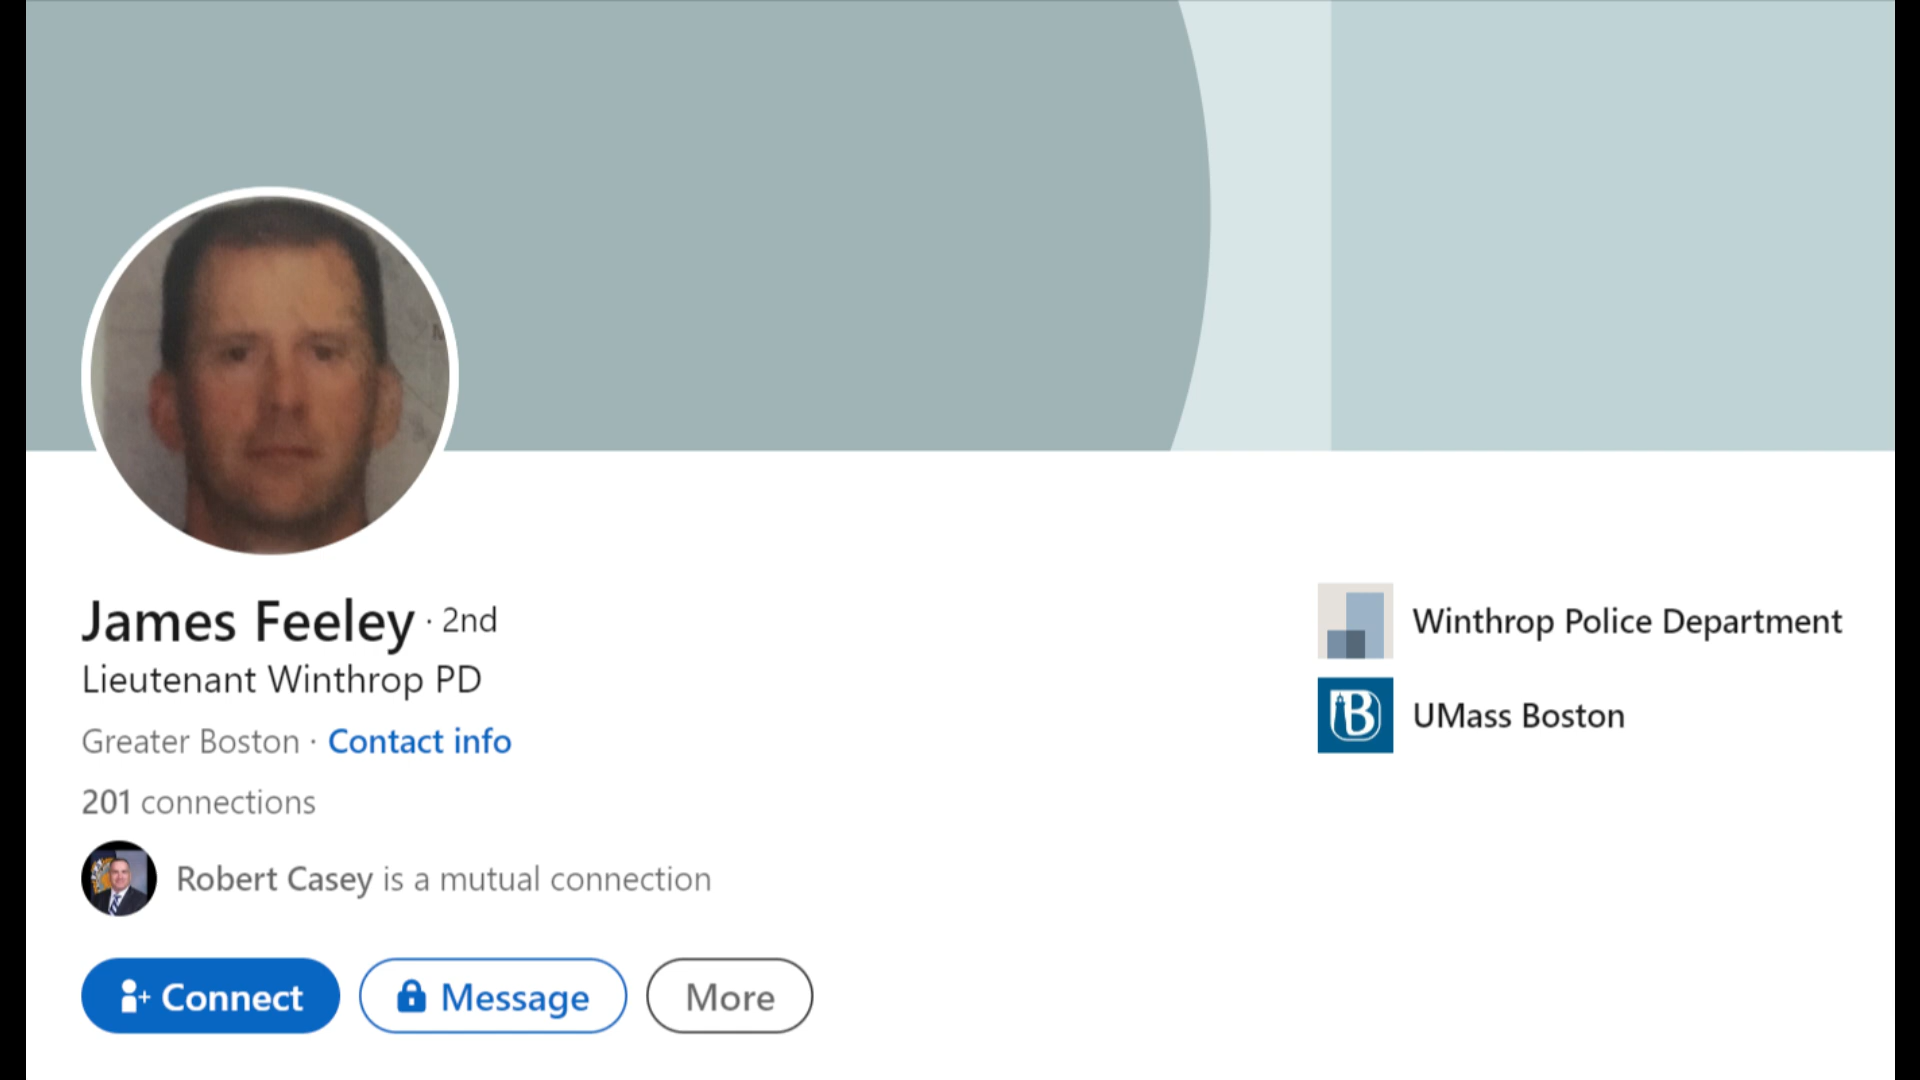 James Feeley · 2nd
Lieutenant Winthrop PD
Greater Boston · Contact info
201 connections
Robert Casey is a mutual connection
Connect
Message
More
Winthrop Police Department
B
UMass Boston